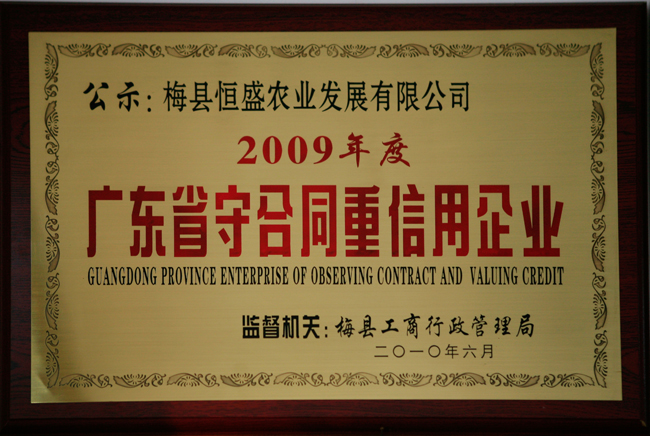 公示：梅县恒盛农业发展有限公司
2009年度
广东省守合同重信用企业
GUANGDONG PROVINCE ENTERPRISE OF OBSERVING CONTRACT AND VALUING CREDIT
监督机关：梅县工商行政管理局
二〇一〇年六月